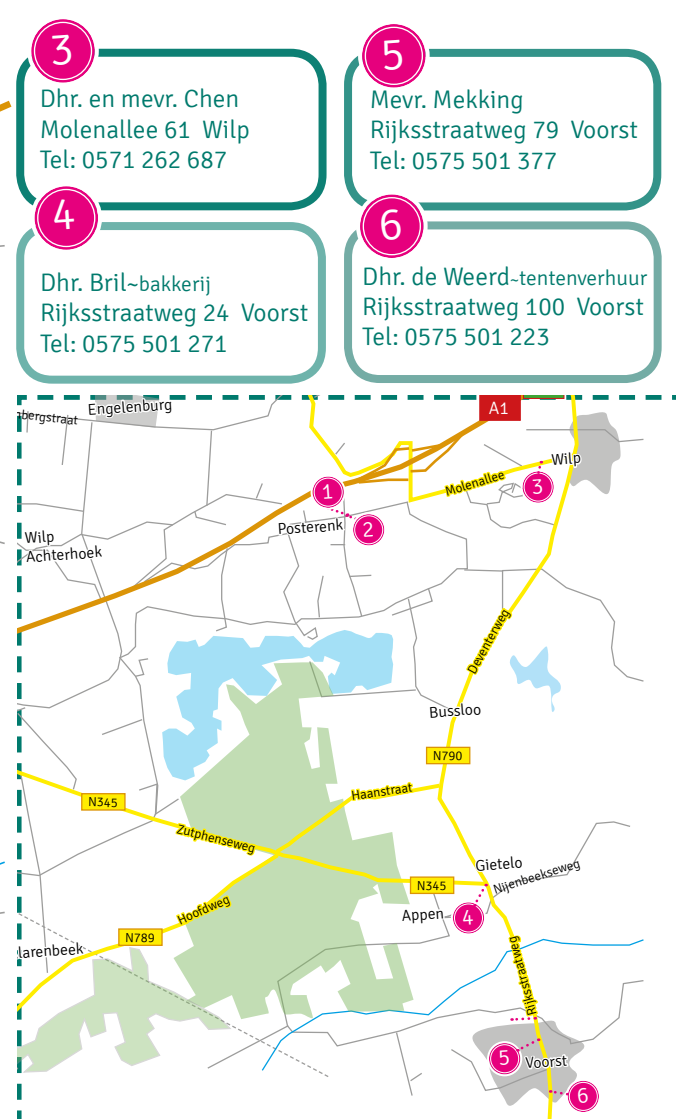 3
Dhr. en mevr. Chen
Molenallee 61 Wilp
Tel: 0571 262 687
5
Mevr. Mekking
Rijksstraatweg 79 Voorst
Tel: 0575 501 377
4
Dhr. Bril~bakkerij
Rijksstraatweg 24 Voorst
Tel: 0575 501 271
6
Dhr. de Weerd~tentenverhuur
Rijksstraatweg 100 Voorst
Tel: 0575 501 223
bergstraat
Engelenburg
A1
Wilp
Molenallee
1
3
Posterenk
2
Wilp
Achterhoek
Deventerweg
Bussloo
N790
Haanstraat
N345
Zutphenseweg
Gietelo
N345
Nijenbeekseweg
Hoofdweg
Appen
4
N789
larenbeek
Rijksstraatweg
5
Voorst
6